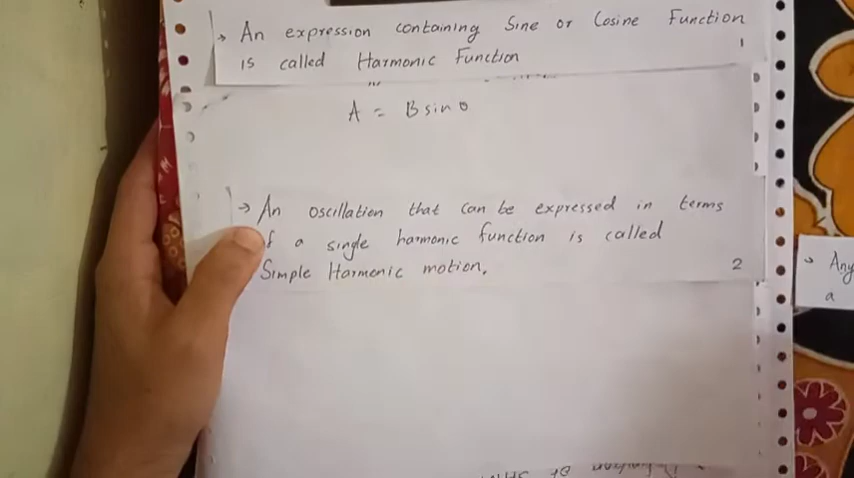 → An expression containing Sine or Cosine Function
is called Harmonic Function
1
A = B sin θ
→ An oscillation that can be expressed in terms
of a single harmonic function is called
Simple Harmonic motion.
2
→ Any
a